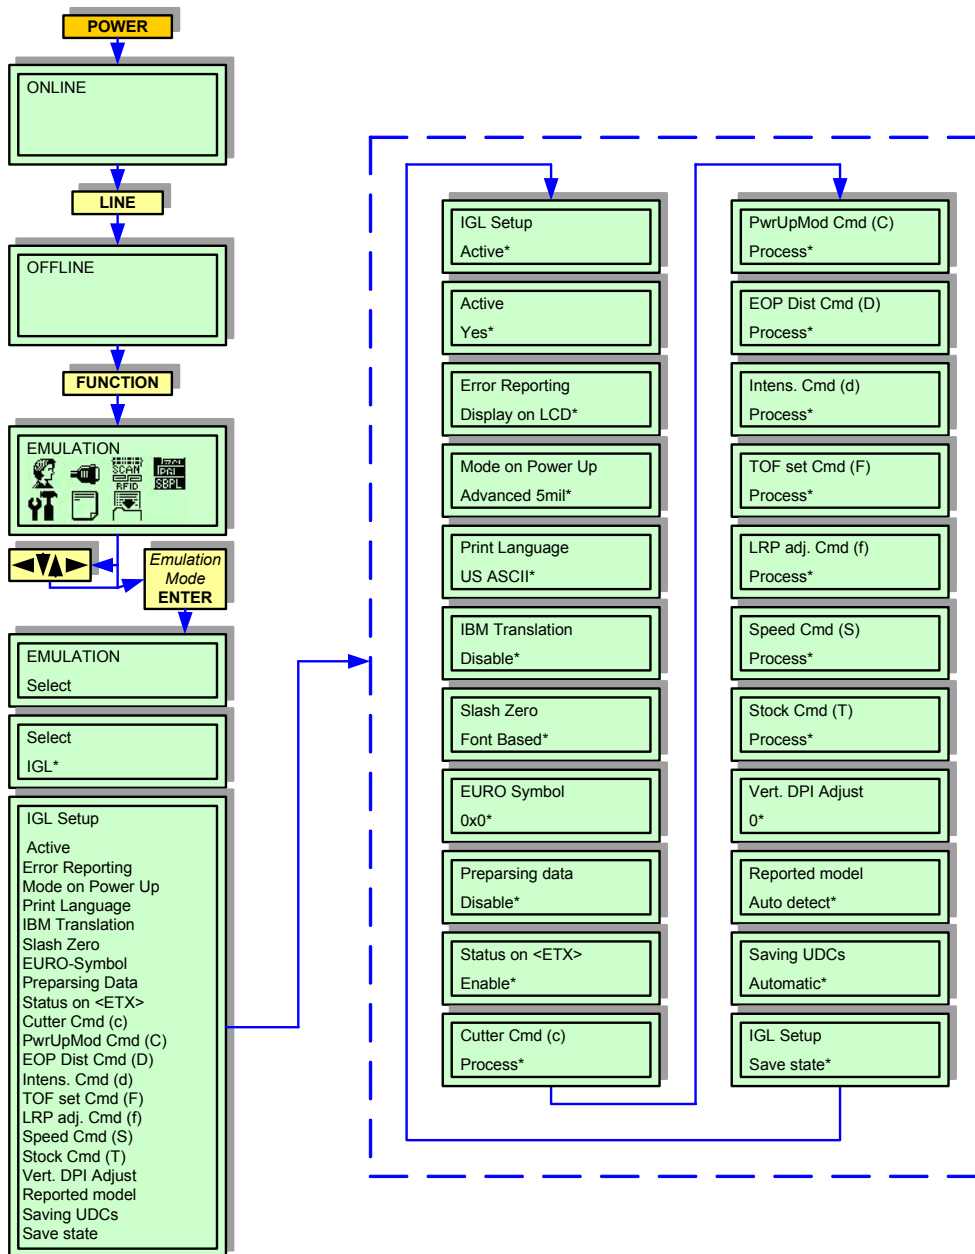 POWER
ONLINE
LINE
OFFLINE
FUNCTION
EMULATION
SCAN
RFID
PGL
SBPL
Emulation
Mode
ENTER
EMULATION
Select
Select
IGL*
IGL Setup
Active
Error Reporting
Mode on Power Up
Print Language
IBM Translation
Slash Zero
EURO-Symbol
Preparsing Data
Status on <ETX>
Cutter Cmd (c)
PwrUpMod Cmd (C)
EOP Dist Cmd (D)
Intens. Cmd (d)
TOF set Cmd (F)
LRP adj. Cmd (f)
Speed Cmd (S)
Stock Cmd (T)
Vert. DPI Adjust
Reported model
Saving UDCs
Save state
IGL Setup
Active*
Active
Yes*
Error Reporting
Display on LCD*
Mode on Power Up
Advanced 5mil*
Print Language
US ASCII*
IBM Translation
Disable*
Slash Zero
Font Based*
EURO Symbol
0x0*
Preparsing data
Disable*
Status on <ETX>
Enable*
Cutter Cmd (c)
Process*
PwrUpMod Cmd (C)
Process*
EOP Dist Cmd (D)
Process*
Intens. Cmd (d)
Process*
TOF set Cmd (F)
Process*
LRP adj. Cmd (f)
Process*
Speed Cmd (S)
Process*
Stock Cmd (T)
Process*
Vert. DPI Adjust
0*
Reported model
Auto detect*
Saving UDCs
Automatic*
IGL Setup
Save state*